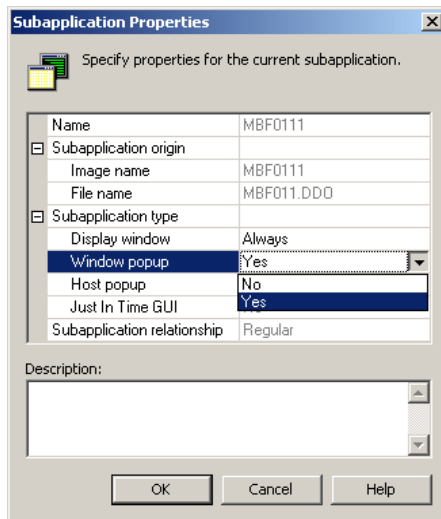 Subapplication Properties
Specify properties for the current subapplication.
Name MBF0111
Subapplication origin
Image name MBF0111
File name MBF011.DDO
Subapplication type
Display window Always
Window popup Yes
Host popup No
Just In Time GUI Yes
Subapplication relationship Regular
Description:
OK Cancel Help